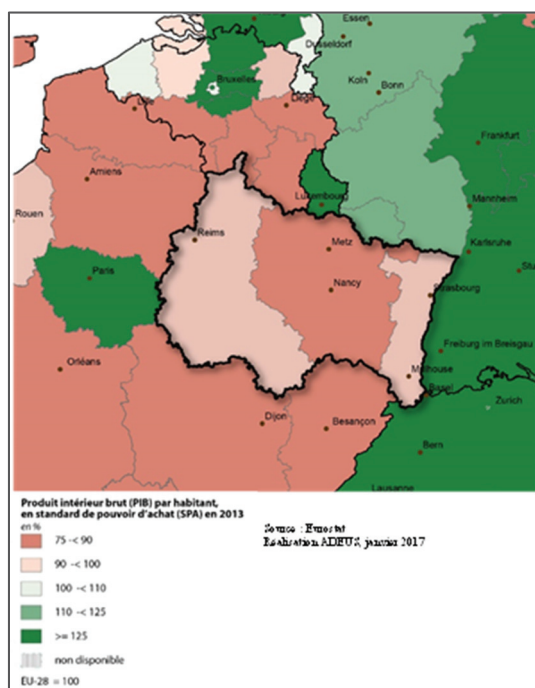 Essen
Dusseldorf
Bruxelles
Koln
Bonn
Lille
Liege
Frankfurt
Amiens
Luxembourg
Rouen
Mannheim
Reims
Metz
Karlsruhe
Paris
Nancy
Strasbourg
Stu
Orléans
Freiburg im Breisgau
Mulhouse
Basel
Zurich
Dijon
Besançon
Bern
Lausanne
Produit intérieur brut (PIB) par habitant,
en standard de pouvoir d'achat (SPA) en 2013
en %
75 -< 90
90 -< 100
100 -< 110
110 -< 125
>= 125
non disponible
EU-28 = 100
Source : Eurostat
Réalisation ADEUS, janvier 2017